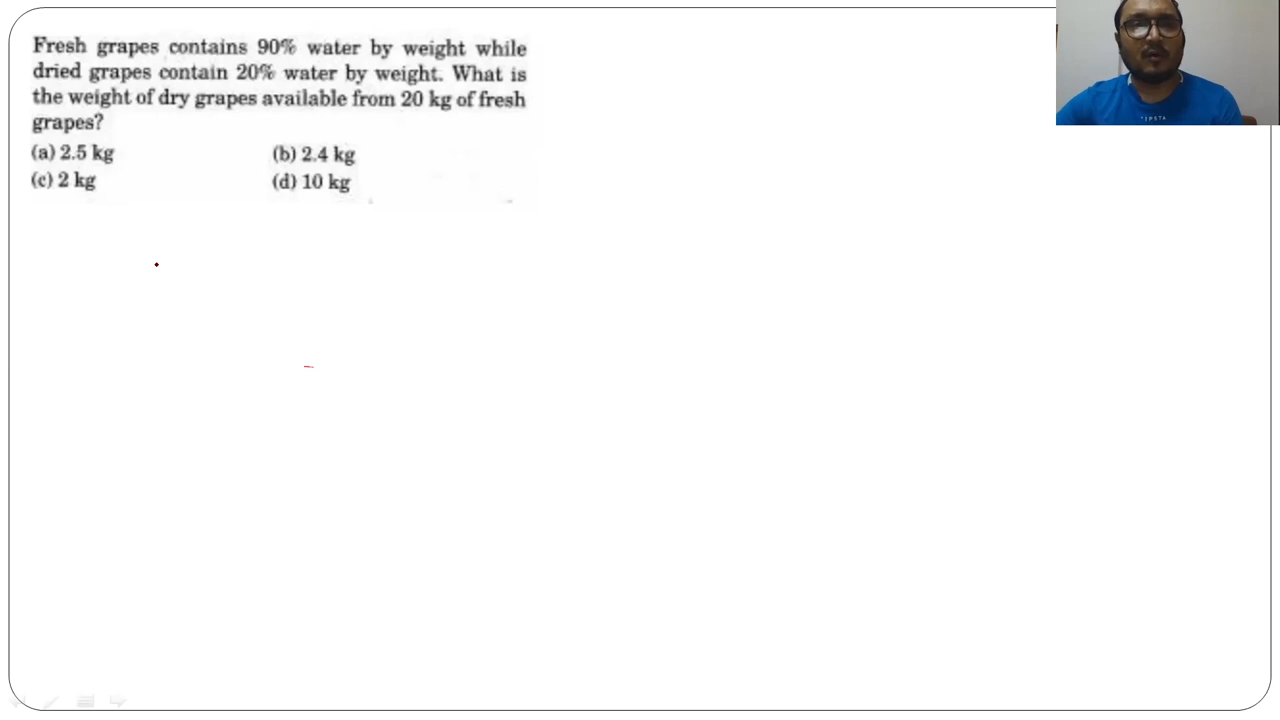 Fresh grapes contains 90% water by weight while
dried grapes contain 20% water by weight. What is
the weight of dry grapes available from 20 kg of fresh
grapes?
(a) 2.5 kg (b) 2.4 kg
(c) 2 kg (d) 10 kg